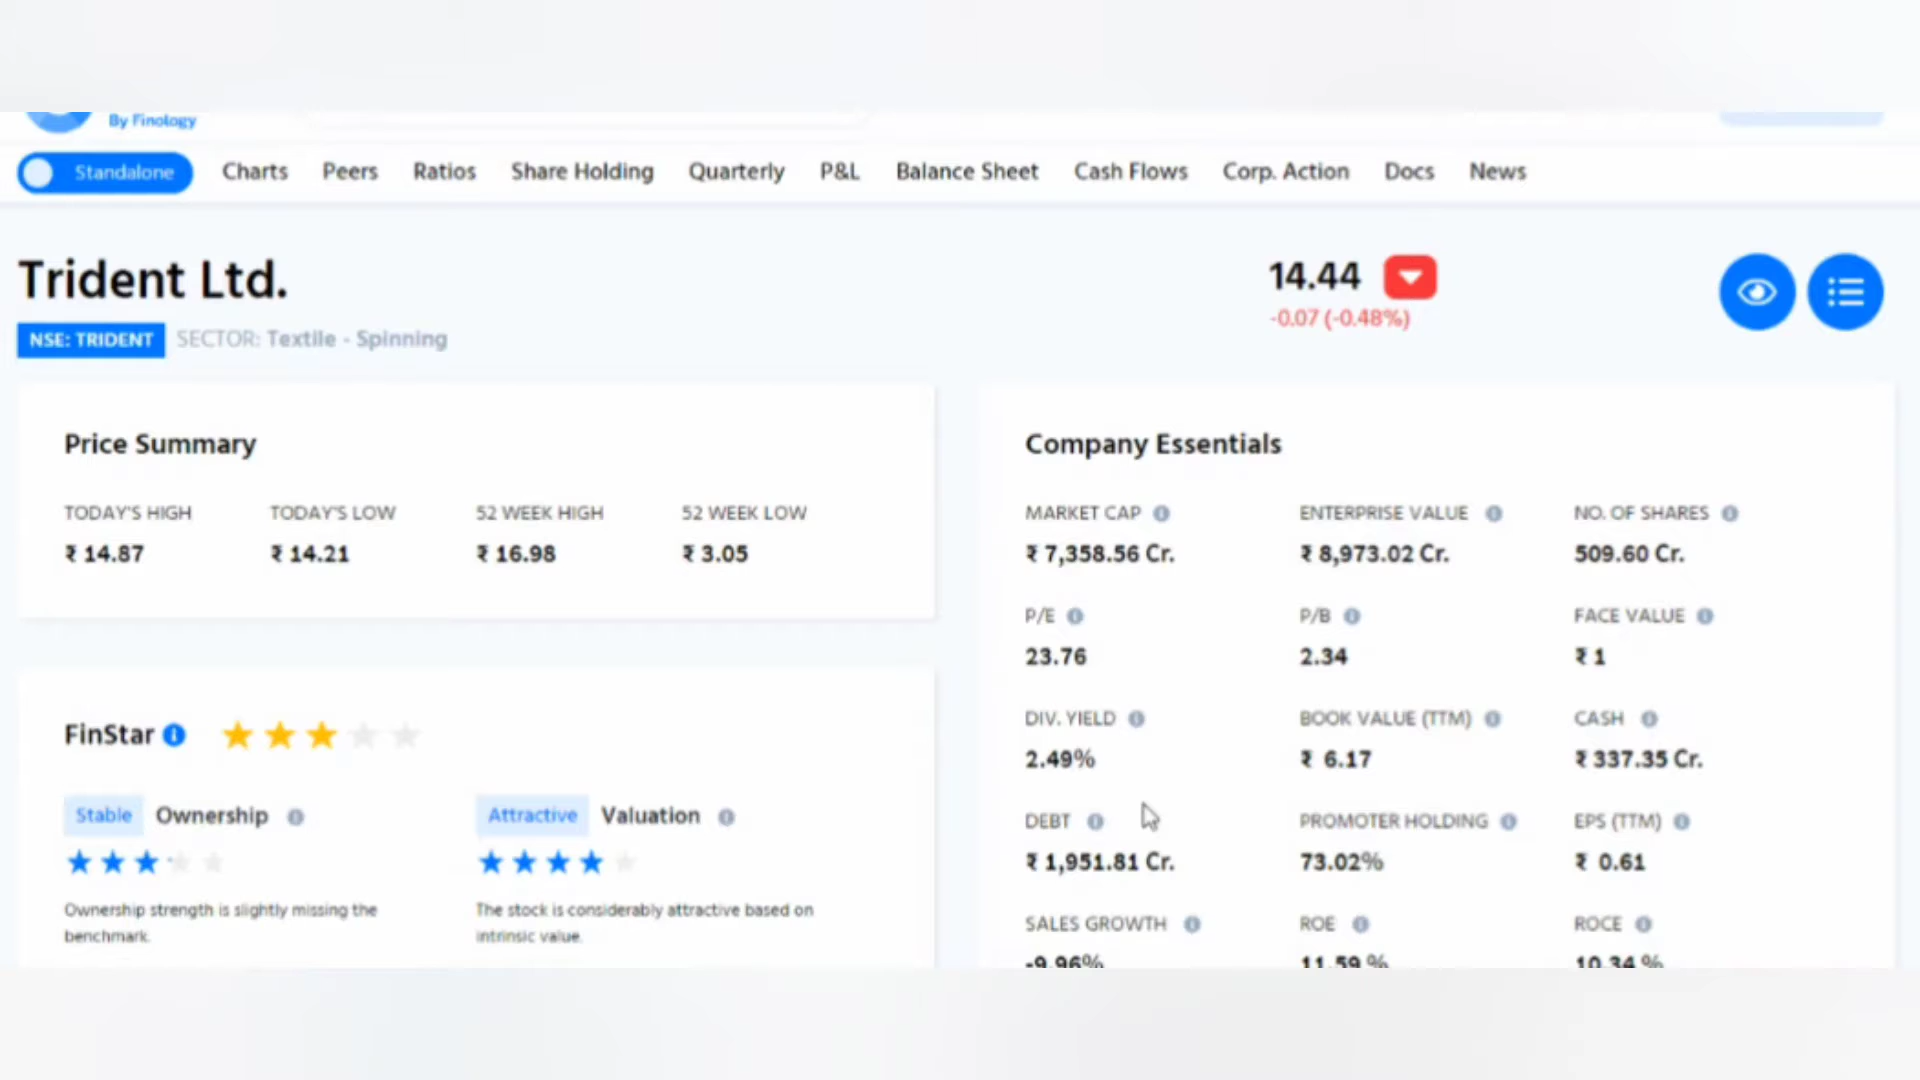 By Finology
Standalone Charts Peers Ratios Share Holding Quarterly P&L Balance Sheet Cash Flows Corp. Action Docs News
Trident Ltd.
14.44
-0.07 (-0.48%)
NSE: TRIDENT SECTOR: Textile - Spinning
Price Summary
TODAY'S HIGH TODAY'S LOW 52 WEEK HIGH 52 WEEK LOW
₹ 14.87 ₹ 14.21 ₹ 16.98 ₹ 3.05
FinStar
Stable Ownership
Ownership strength is slightly missing the
benchmark.
Attractive Valuation
The stock is considerably attractive based on
intrinsic value.
Company Essentials
MARKET CAP ENTERPRISE VALUE NO. OF SHARES
₹ 7,358.56 Cr. ₹ 8,973.02 Cr. 509.60 Cr.
P/E P/B FACE VALUE
23.76 2.34 ₹ 1
DIV. YIELD BOOK VALUE (TTM) CASH
2.49% ₹ 6.17 ₹ 337.35 Cr.
DEBT PROMOTER HOLDING EPS (TTM)
₹ 1,951.81 Cr. 73.02% ₹ 0.61
SALES GROWTH ROE ROCE
-9.96% 11.59 % 10.34 %